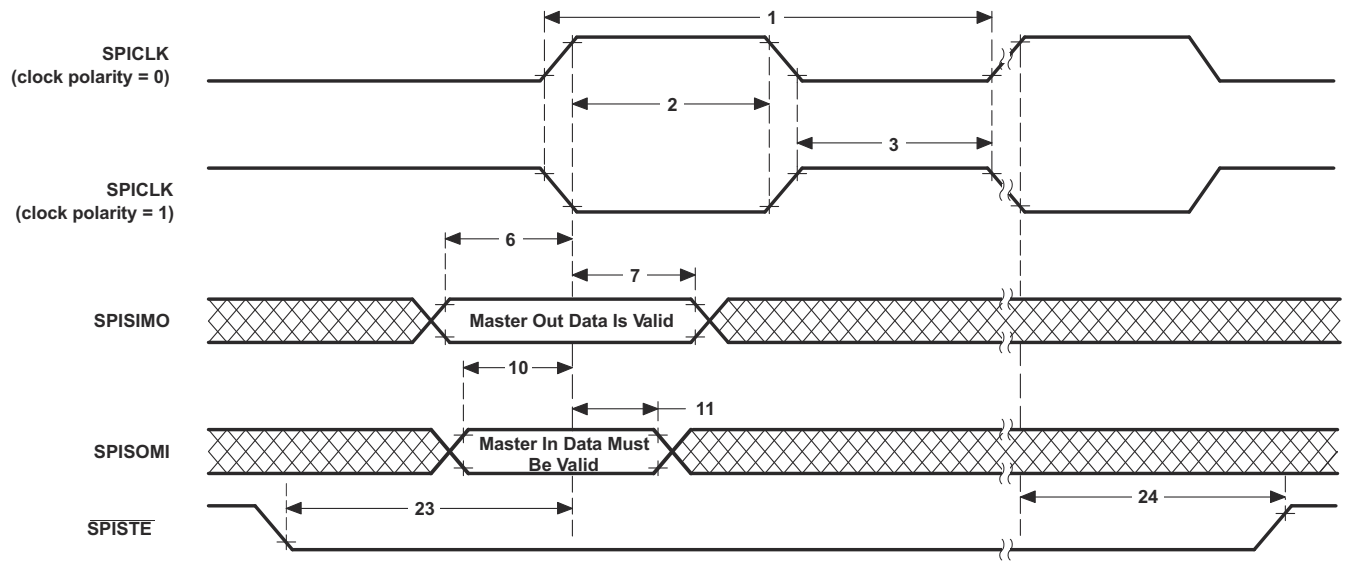 1
SPICLK
(clock polarity = 0)
2
3
SPICLK
(clock polarity = 1)
6
7
SPISIMO
Master Out Data Is Valid
10
11
SPISOMI
Master In Data Must
Be Valid
23
24
SPISTE